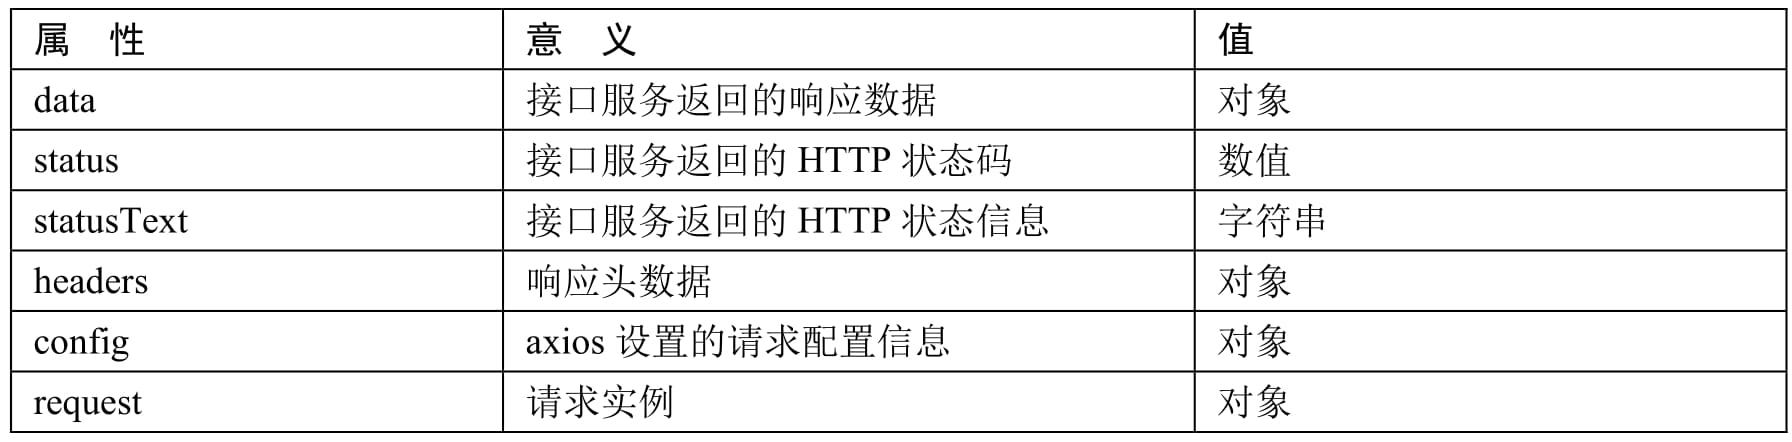 属 性 意 义 值
data 接口服务返回的响应数据 对象
status 接口服务返回的 HTTP 状态码 数值
statusText 接口服务返回的 HTTP 状态信息 字符串
headers 响应头数据 对象
config axios 设置的请求配置信息 对象
request 请求实例 对象